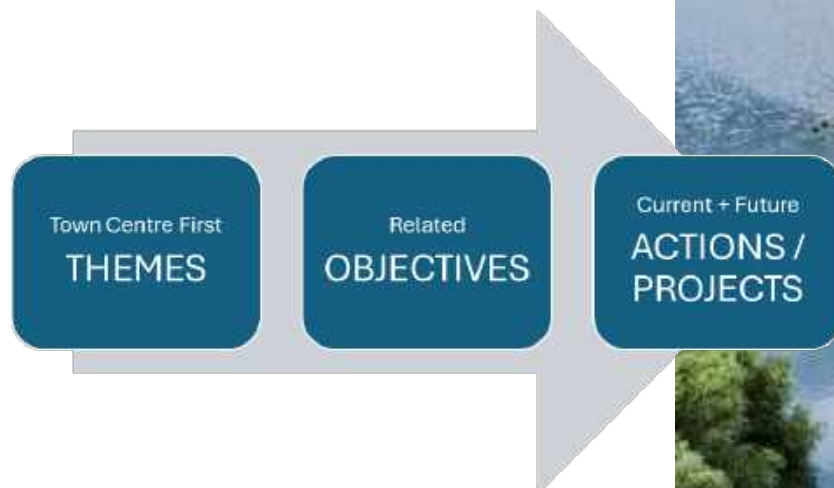 Town Centre First
THEMES
Related
OBJECTIVES
Current + Future
ACTIONS /
PROJECTS